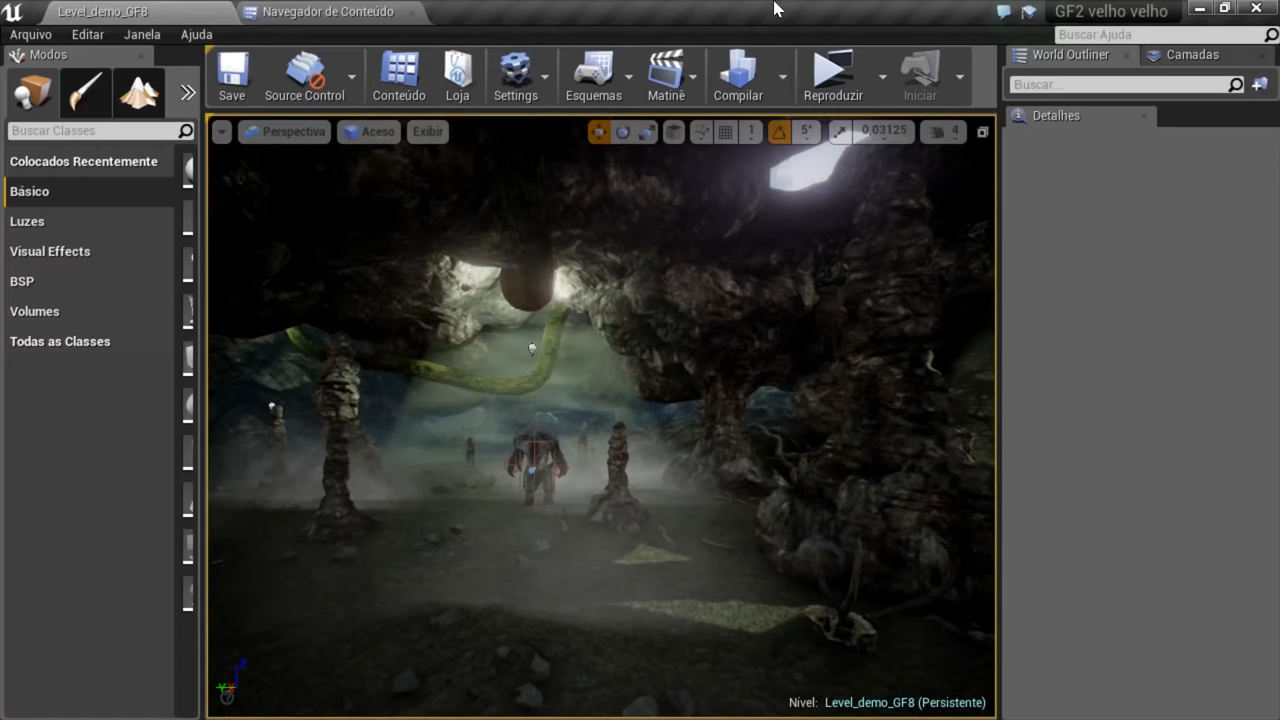 Level_demo_GF8
Navegador de Conteúdo
GF2 velho velho
Arquivo Editar Janela Ajuda
Buscar Ajuda
Modos
Save
Source Control
Conteúdo
Loja
Settings
Esquemas
Matinê
Compilar
Reproduzir
Iniciar
World Outliner
Camadas
Buscar...
Detalhes
Buscar Classes
Colocados Recentemente
Básico
Luzes
Visual Effects
BSP
Volumes
Todas as Classes
Perspectiva
Aceso
Exibir
1
5°
0,03125
4
Nível: Level_demo_GF8 (Persistente)